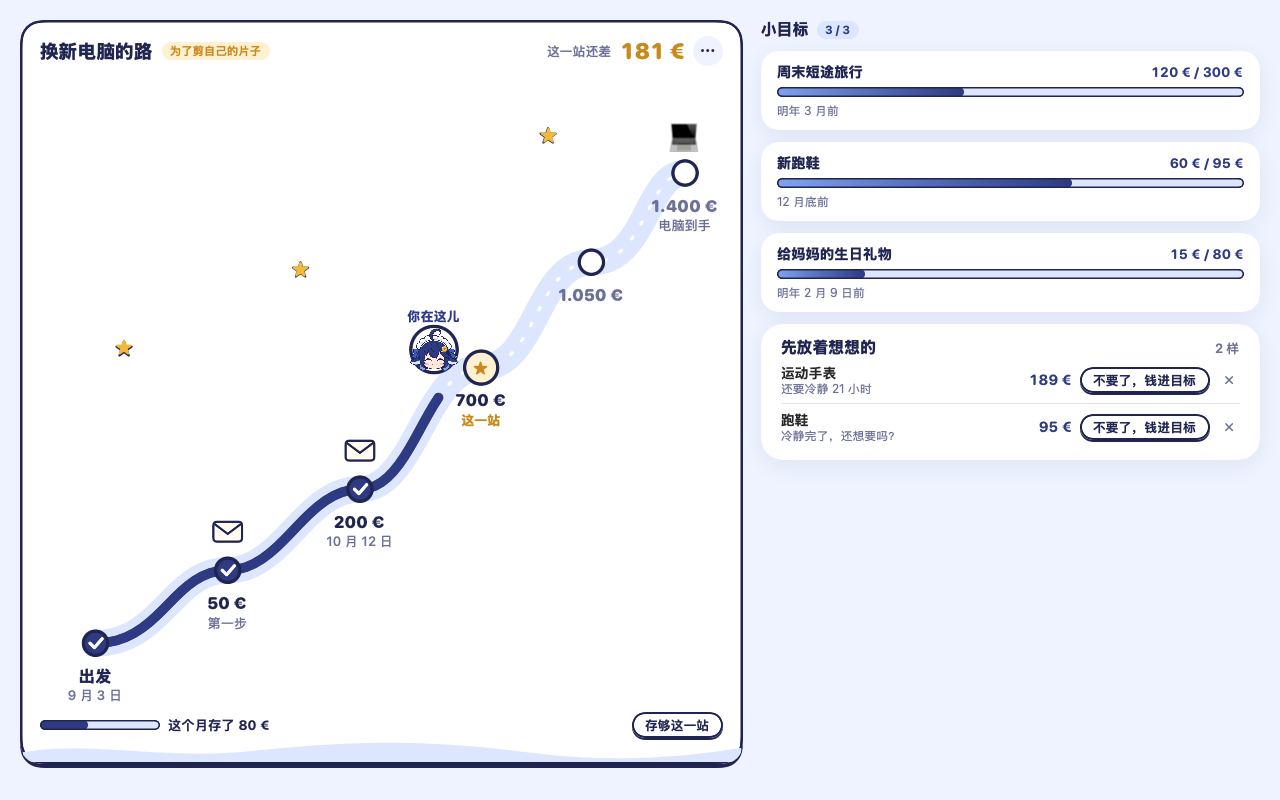 换新电脑的路
为了剪自己的片子
这一站还差 181 €
1.400 €
电脑到手
1.050 €
你在这儿
700 €
这一站
200 €
10 月 12 日
50 €
第一步
出发
9 月 3 日
这个月存了 80 €
存够这一站
小目标 3 / 3
周末短途旅行 120 € / 300 €
明年 3 月前
新跑鞋 60 € / 95 €
12 月底前
给妈妈的生日礼物 15 € / 80 €
明年 2 月 9 日前
先放着想想的 2 样
运动手表
还要冷静 21 小时
189 € 不要了，钱进目标 ×
跑鞋
冷静完了，还想要吗?
95 € 不要了，钱进目标 ×